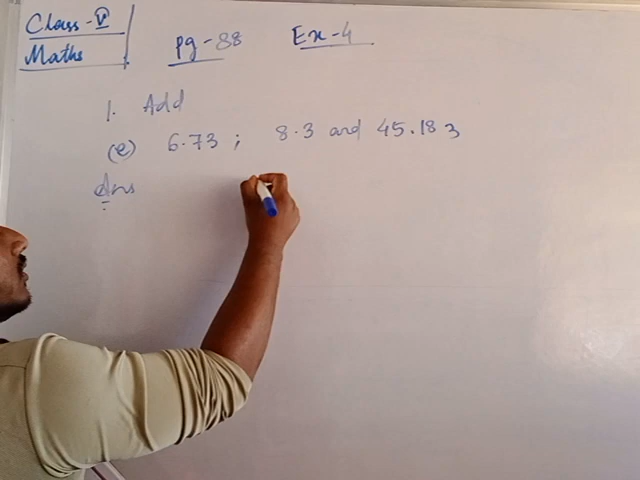 Class - V
Maths
Pg - 88 Ex - 4
1. Add
(e) 6.73 ; 8.3 and 45.183
Ans